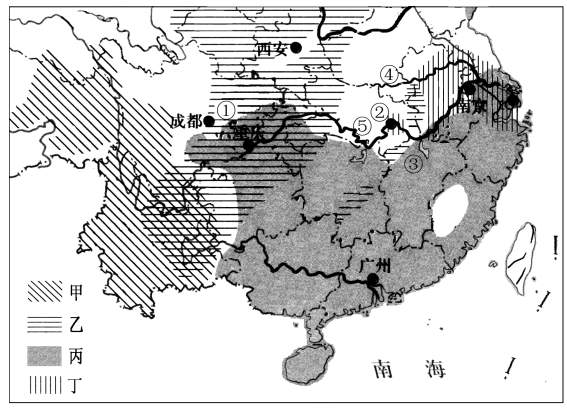 西安
④
①
②
成都
南京
重庆
⑤
③
广州
甲
乙
丙
丁
南海